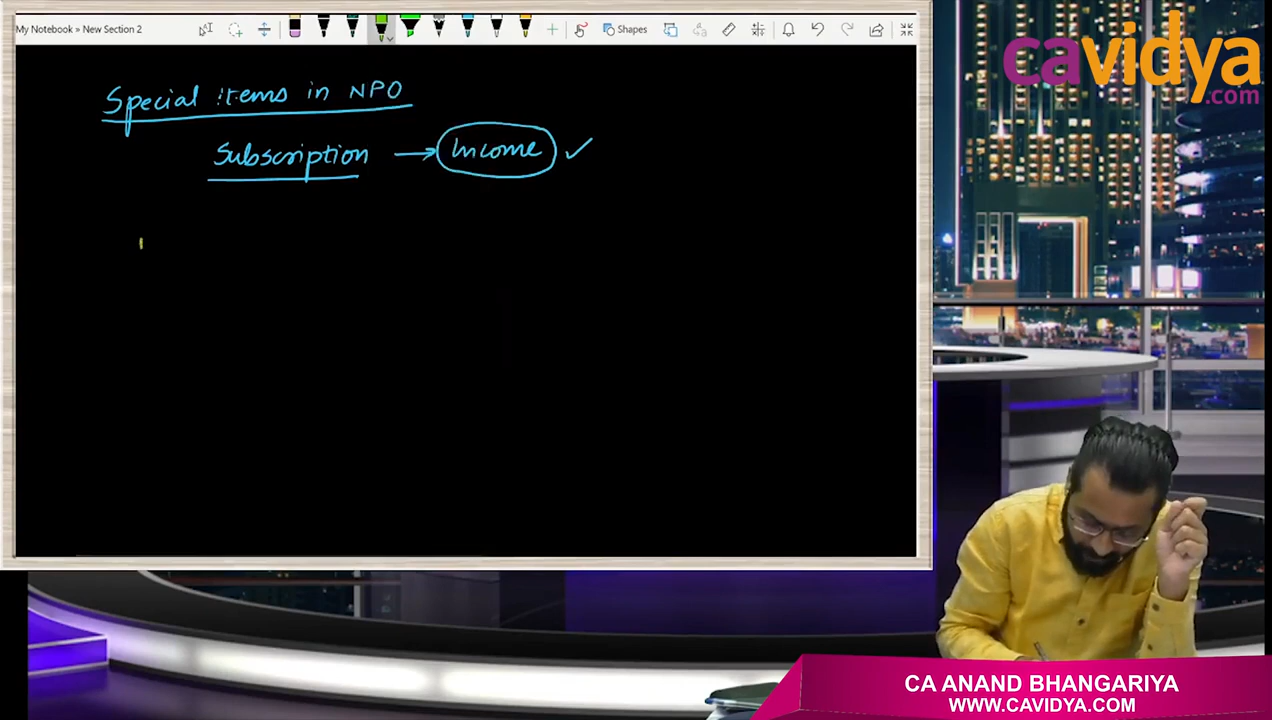 My Notebook » New Section 2
Shapes
Special items in NPO
Subscription → Income ✓
cavidya
.com
CA ANAND BHANGARIYA
WWW.CAVIDYA.COM